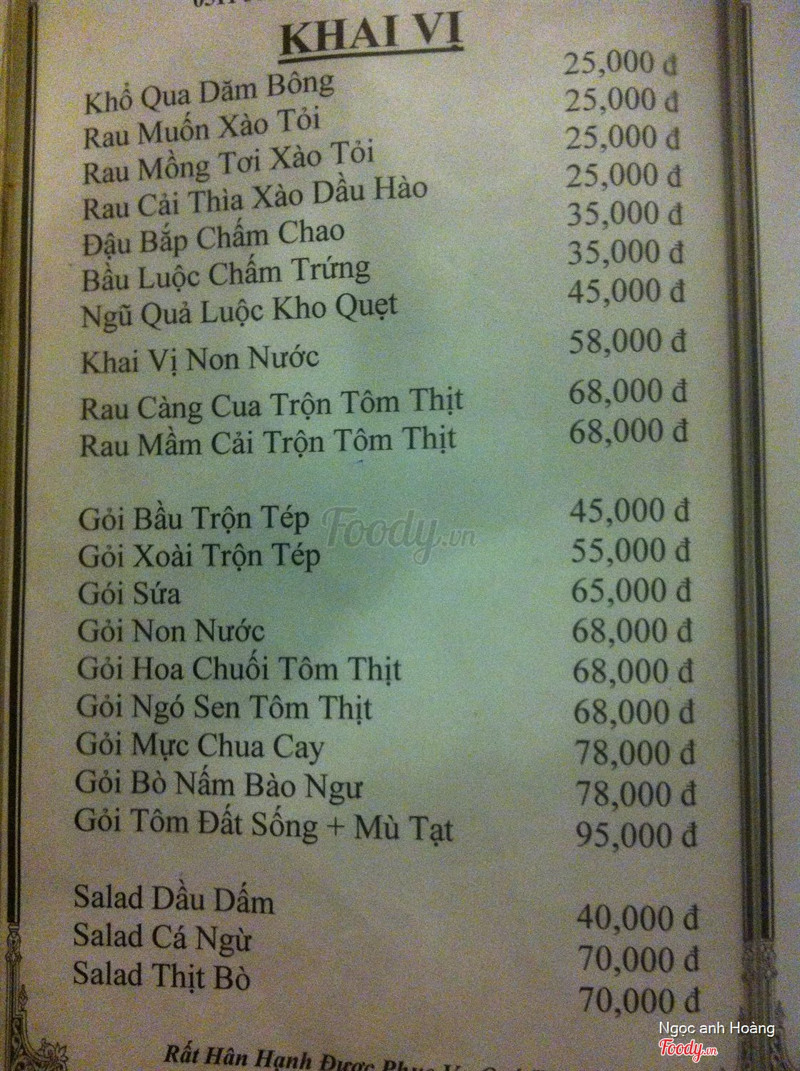 KHAI VỊ
Khổ Qua Dăm Bông 25,000 đ
Rau Muốn Xào Tỏi 25,000 đ
Rau Mồng Tơi Xào Tỏi 25,000 đ
Rau Cải Thìa Xào Dầu Hào 25,000 đ
Đậu Bắp Chấm Chao 35,000 đ
Bầu Luộc Chấm Trứng 35,000 đ
Ngũ Quả Luộc Kho Quẹt 45,000 đ
Khai Vị Non Nước 58,000 đ
Rau Càng Cua Trộn Tôm Thịt 68,000 đ
Rau Mầm Cải Trộn Tôm Thịt 68,000 đ
Gỏi Bầu Trộn Tép 45,000 đ
Foody.vn
Gỏi Xoài Trộn Tép 55,000 đ
Gói Sứa 65,000 đ
Gỏi Non Nước 68,000 đ
Gỏi Hoa Chuối Tôm Thịt 68,000 đ
Gỏi Ngó Sen Tôm Thịt 68,000 đ
Gỏi Mực Chua Cay 78,000 đ
Gỏi Bò Nấm Bào Ngư 78,000 đ
Gỏi Tôm Đất Sống + Mù Tạt 95,000 đ
Salad Dầu Dấm 40,000 đ
Salad Cá Ngừ 70,000 đ
Salad Thịt Bò 70,000 đ
Ngọc anh Hoàng
Foody.vn
Rất Hân Hạnh Được